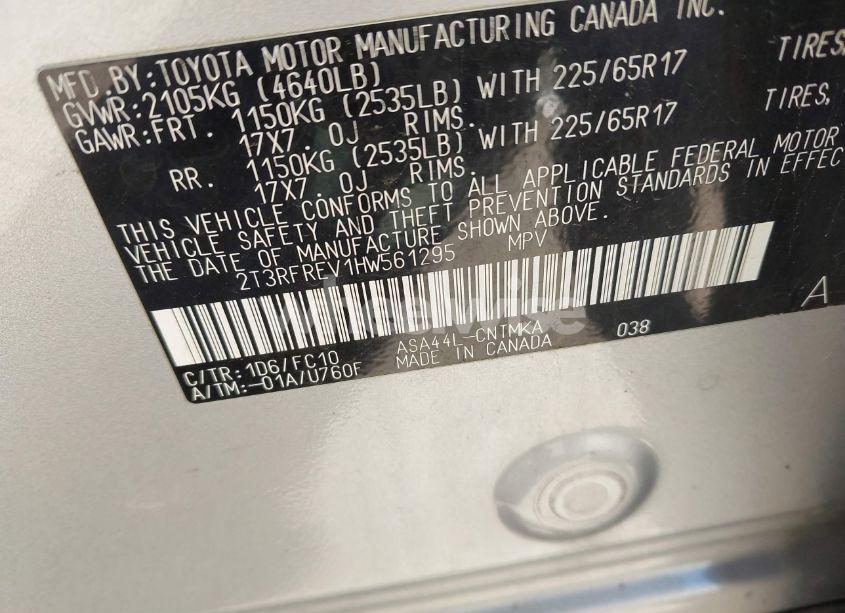 MFD.BY:TOYOTA MOTOR MANUFACTURING CANADA INC.
GVWR:2105KG (4640LB)
GAWR:FRT. 1150KG (2535LB) WITH 225/65R17 TIRES,
17X7.0J RIMS.
RR. 1150KG (2535LB) WITH 225/65R17 TIRES,
17X7.0J RIMS.
THIS VEHICLE CONFORMS TO ALL APPLICABLE FEDERAL MOTOR
VEHICLE SAFETY AND THEFT PREVENTION STANDARDS IN EFFEC
THE DATE OF MANUFACTURE SHOWN ABOVE.
2T3RFREV1HW561295 MPV
A
wheelwise
C/TR:1D6/FC10 ASA44L-CNTMKA 038
A/TM:-01A/U760F MADE IN CANADA